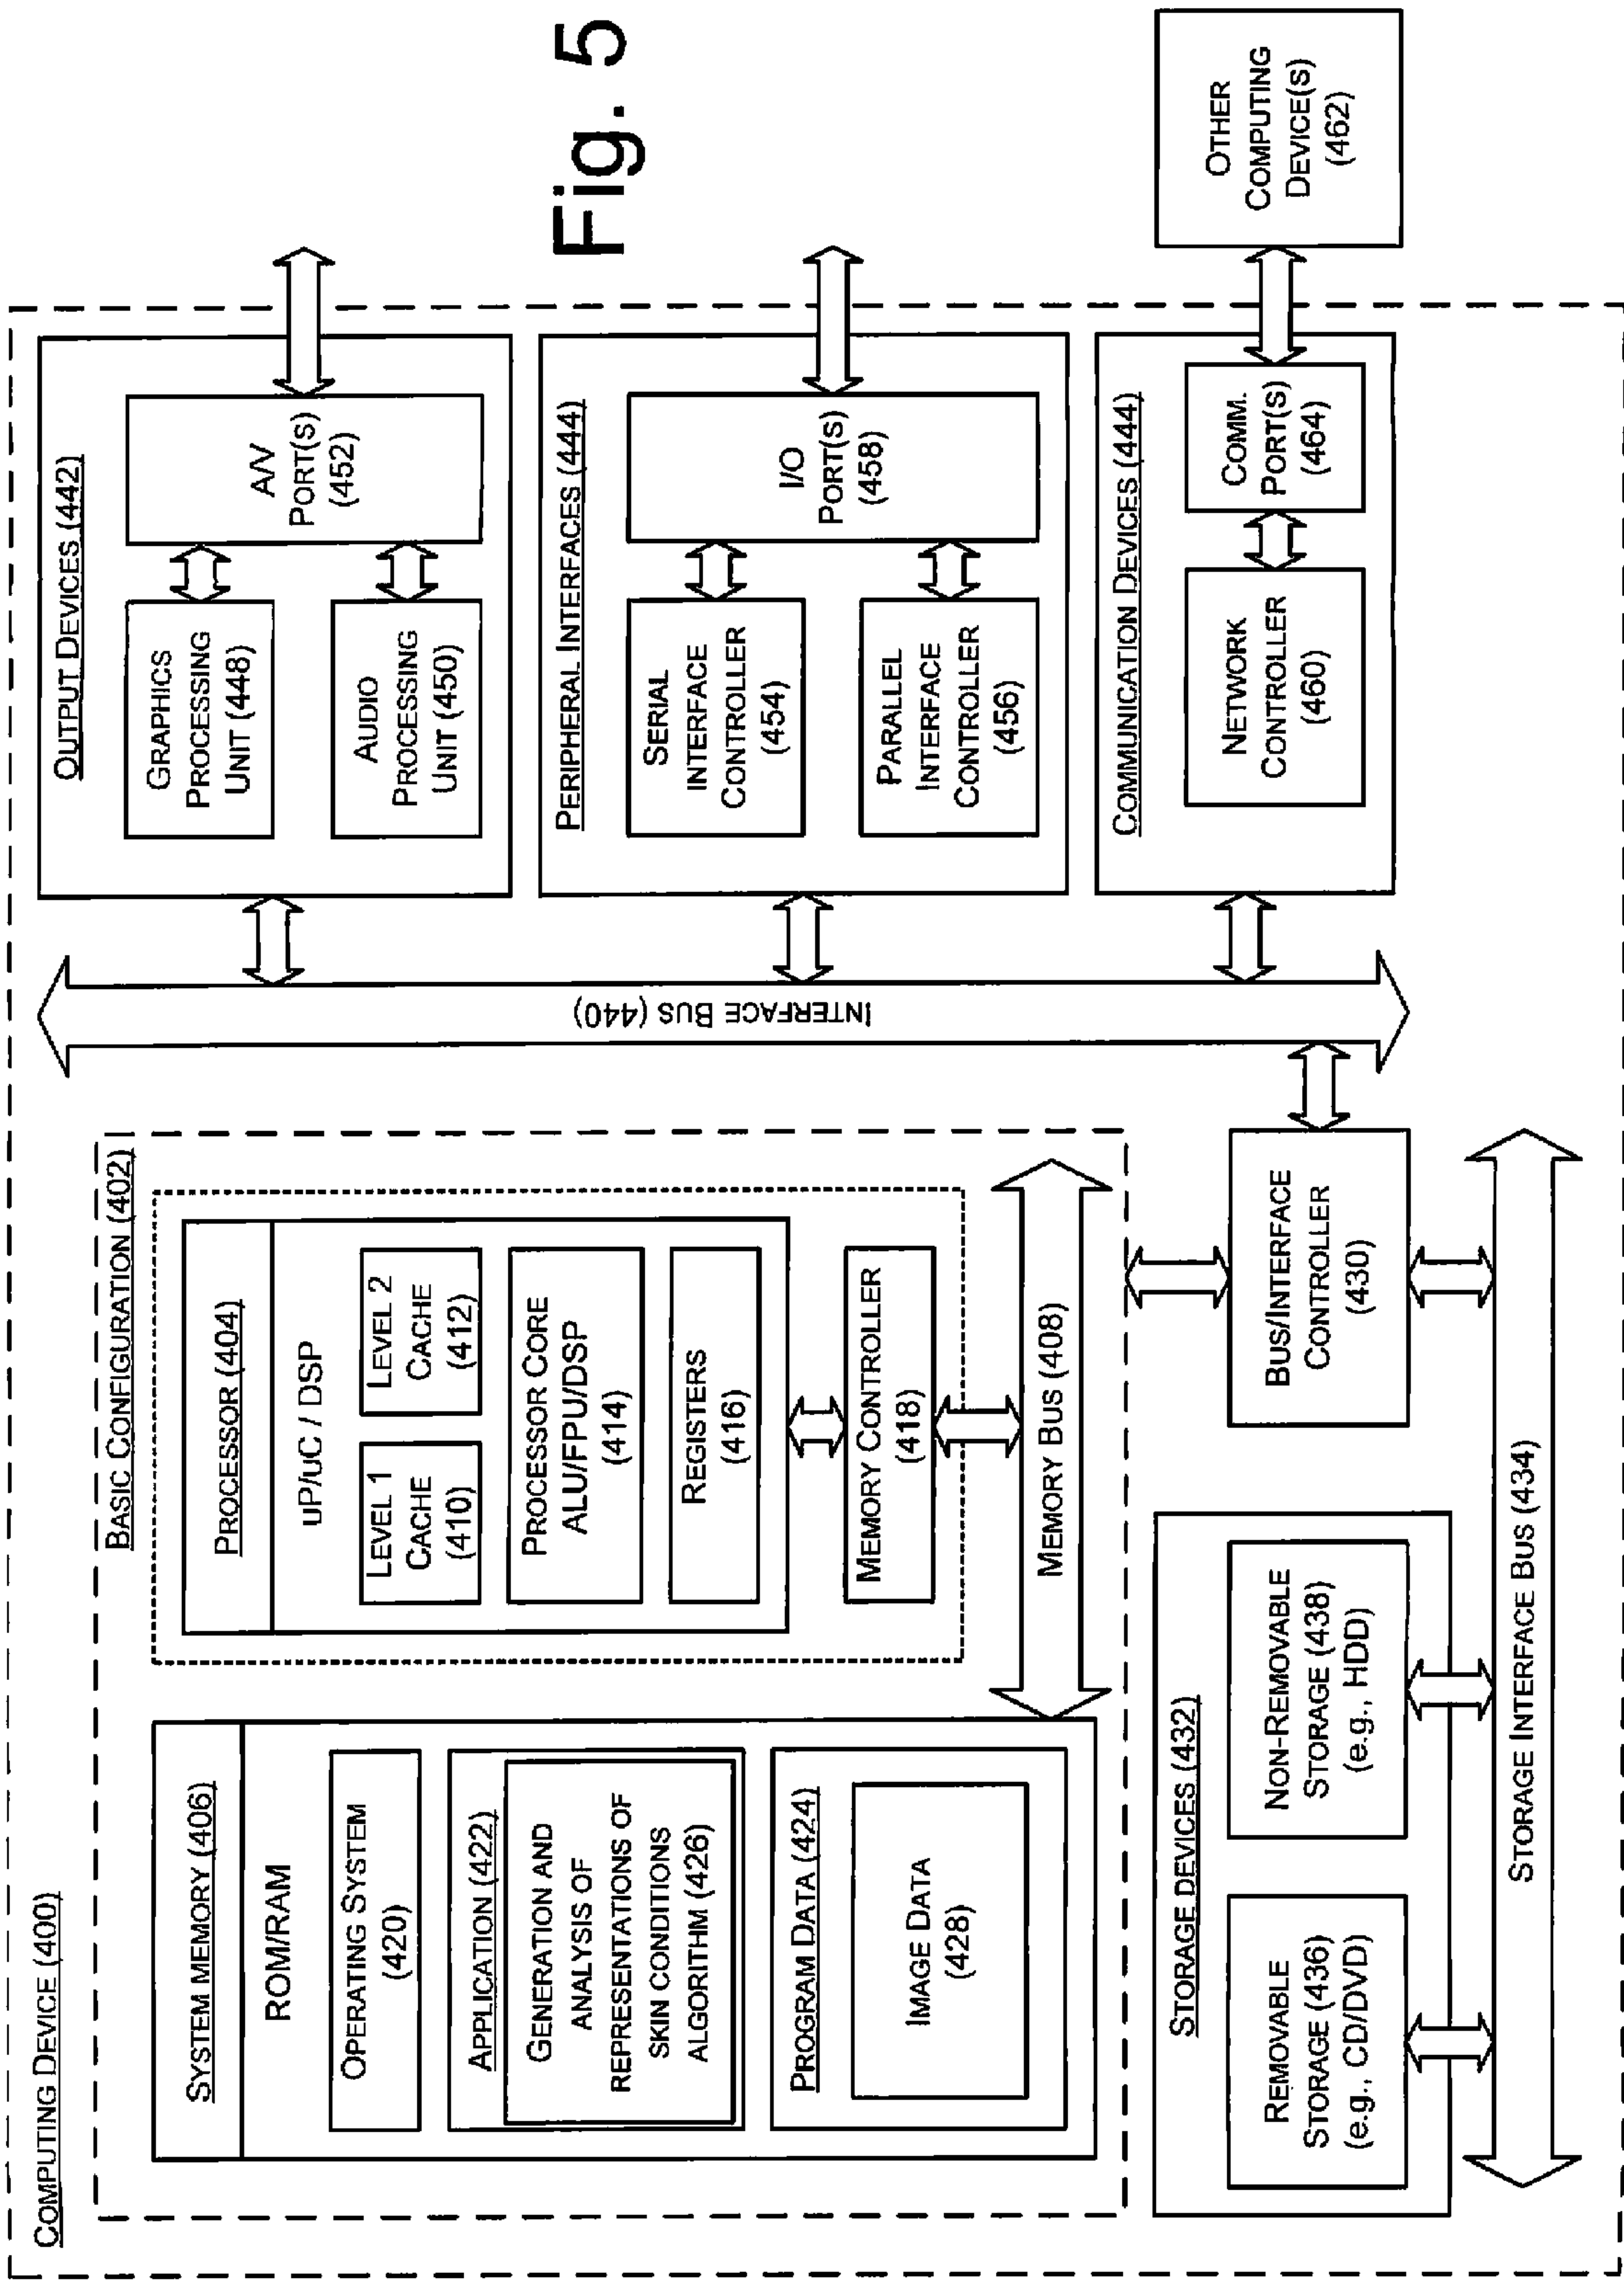 COMPUTING DEVICE (400)
BASIC CONFIGURATION (402)
SYSTEM MEMORY (406)
ROM/RAM
OPERATING SYSTEM
(420)
APPLICATION (422)
GENERATION AND
ANALYSIS OF
REPRESENTATIONS OF
SKIN CONDITIONS
ALGORITHM (426)
PROGRAM DATA (424)
IMAGE DATA
(428)
PROCESSOR (404)
uP/uC / DSP
LEVEL 1
CACHE
(410)
LEVEL 2
CACHE
(412)
PROCESSOR CORE
ALU/FPU/DSP
(414)
REGISTERS
(416)
MEMORY CONTROLLER
(418)
MEMORY BUS (408)
STORAGE DEVICES (432)
REMOVABLE
STORAGE (436)
(e.g., CD/DVD)
NON-REMOVABLE
STORAGE (438)
(e.g., HDD)
BUS/INTERFACE
CONTROLLER
(430)
STORAGE INTERFACE BUS (434)
INTERFACE BUS (440)
OUTPUT DEVICES (442)
GRAPHICS
PROCESSING
UNIT (448)
AUDIO
PROCESSING
UNIT (450)
A/V
PORT(S)
(452)
PERIPHERAL INTERFACES (444)
SERIAL
INTERFACE
CONTROLLER
(454)
PARALLEL
INTERFACE
CONTROLLER
(456)
I/O
PORT(S)
(458)
COMMUNICATION DEVICES (444)
NETWORK
CONTROLLER
(460)
COMM.
PORT(S)
(464)
OTHER
COMPUTING
DEVICE(S)
(462)
Fig. 5